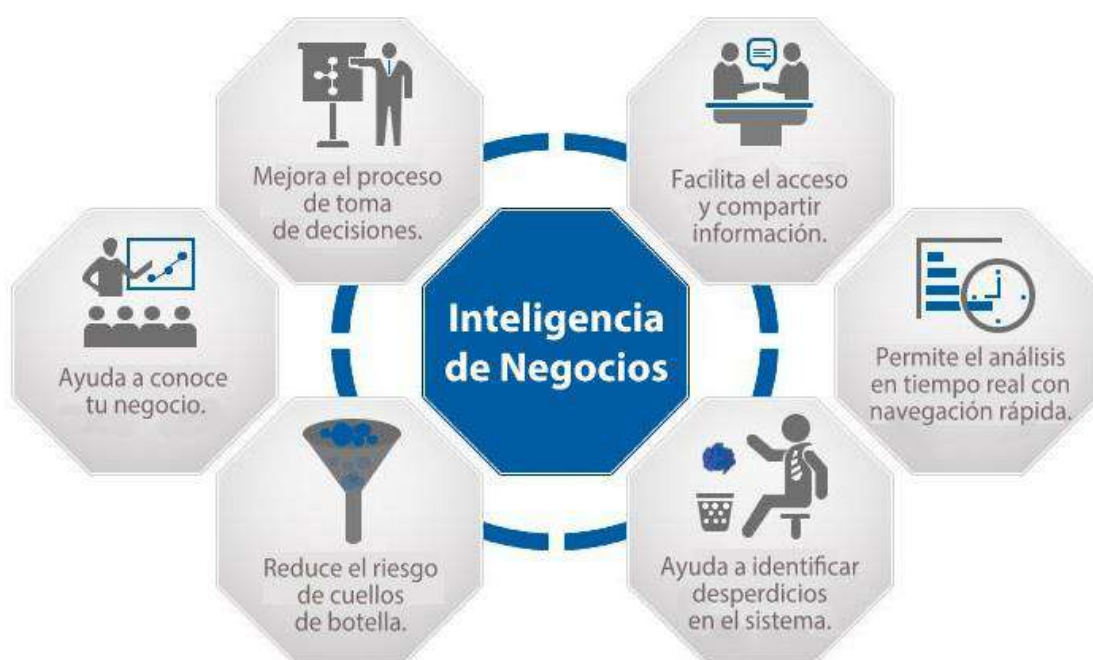 Mejora el proceso
de toma
de decisiones.
Facilita el acceso
y compartir
información.
Ayuda a conoce
tu negocio.
Inteligencia
de Negocios
Permite el análisis
en tiempo real con
navegación rápida.
Reduce el riesgo
de cuellos
de botella.
Ayuda a identificar
desperdicios
en el sistema.